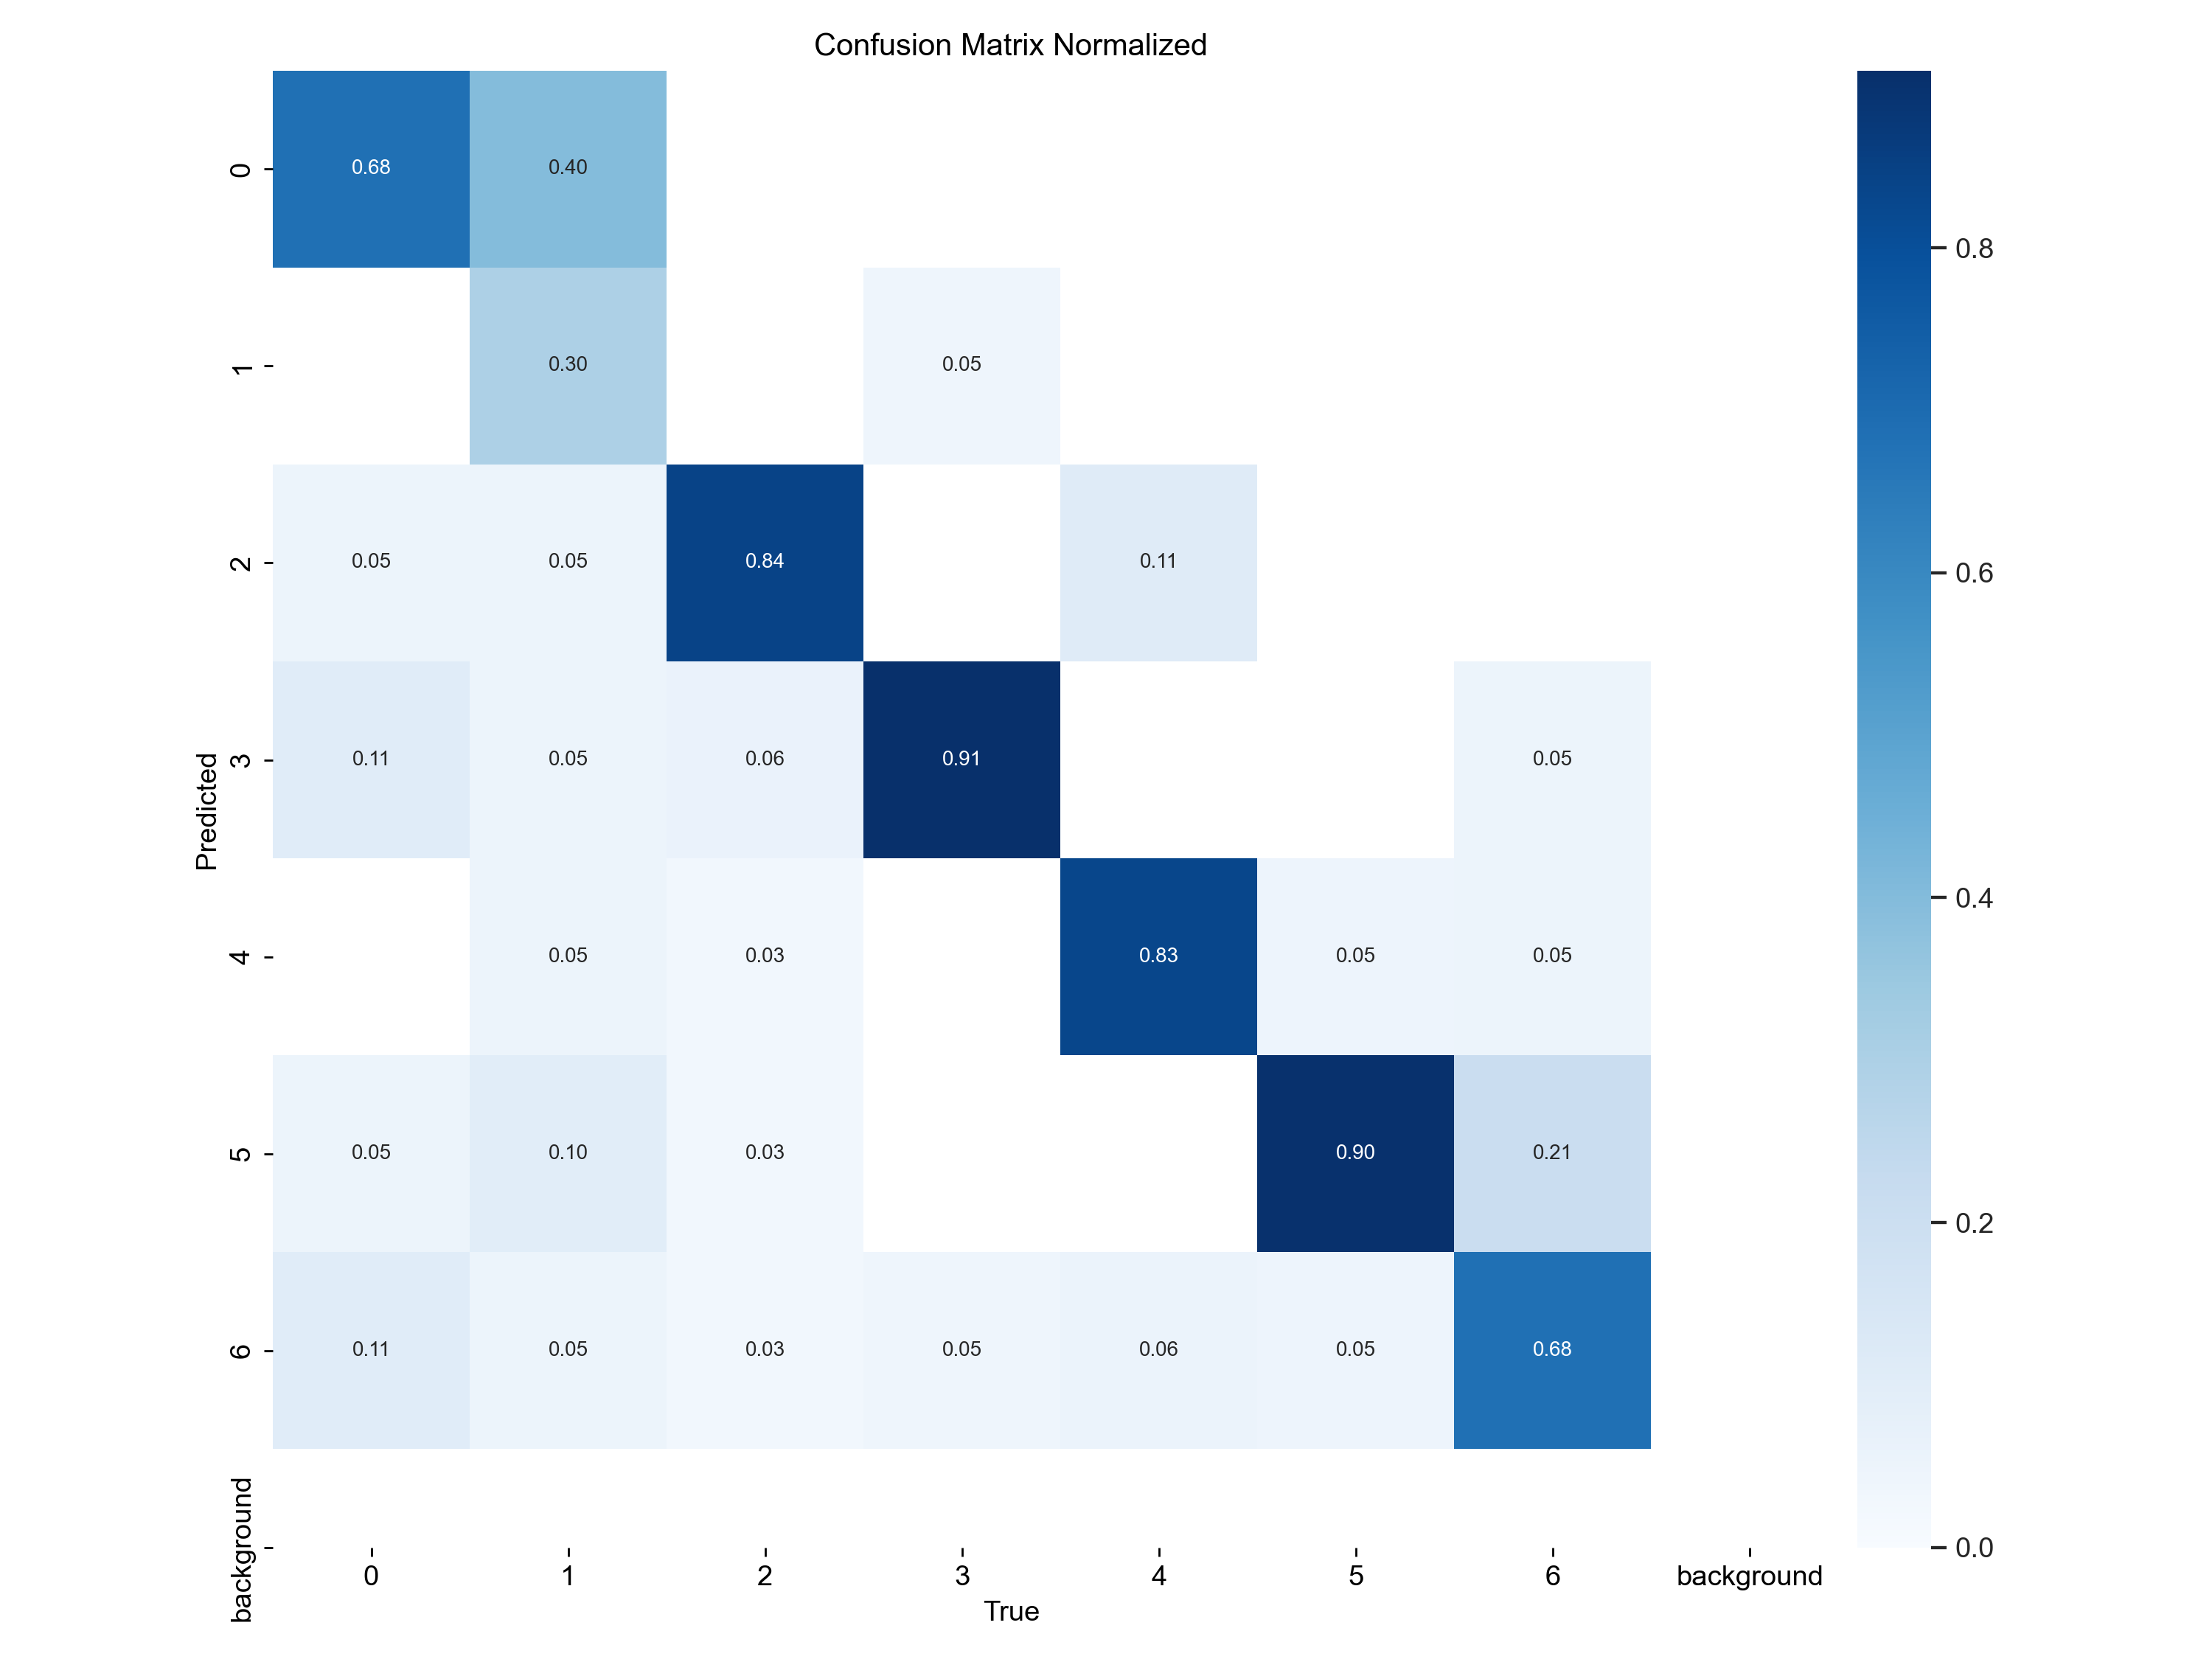 Confusion Matrix Normalized
0 0.68 0.40
1 0.30 0.05
2 0.05 0.05 0.84 0.11
3 0.11 0.05 0.06 0.91 0.05
4 0.05 0.03 0.83 0.05 0.05
5 0.05 0.10 0.03 0.90 0.21
6 0.11 0.05 0.03 0.05 0.06 0.05 0.68
background
Predicted
0 1 2 3 4 5 6 background
True
0.8
0.6
0.4
0.2
0.0